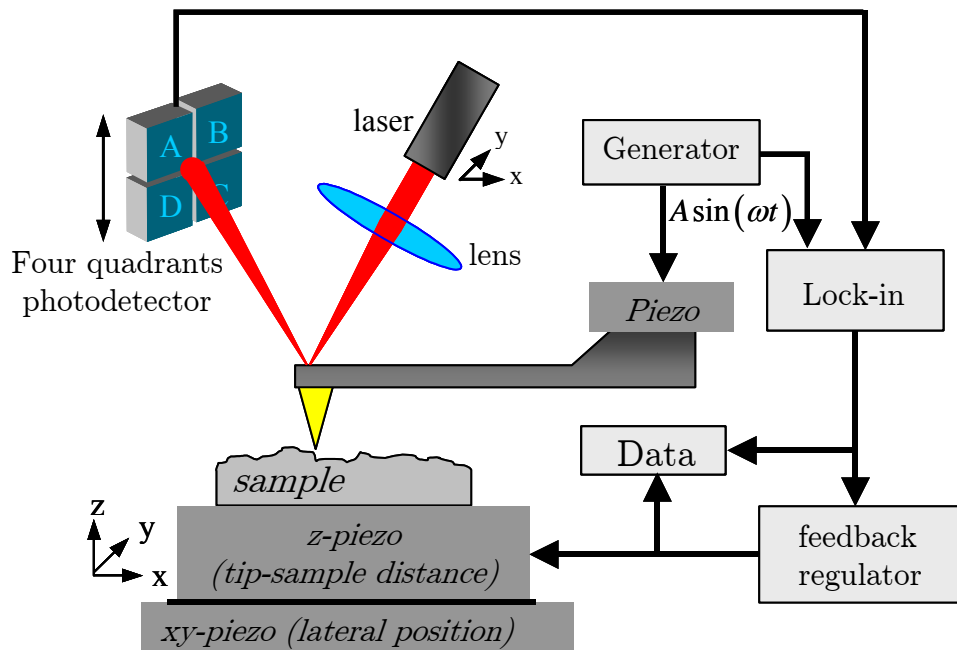 A
B
D
C
Four quadrants
photodetector
laser
y
x
lens
Generator
A sin(ωt)
Piezo
Lock-in
Data
feedback
regulator
sample
z
y
x
z-piezo
(tip-sample distance)
xy-piezo (lateral position)